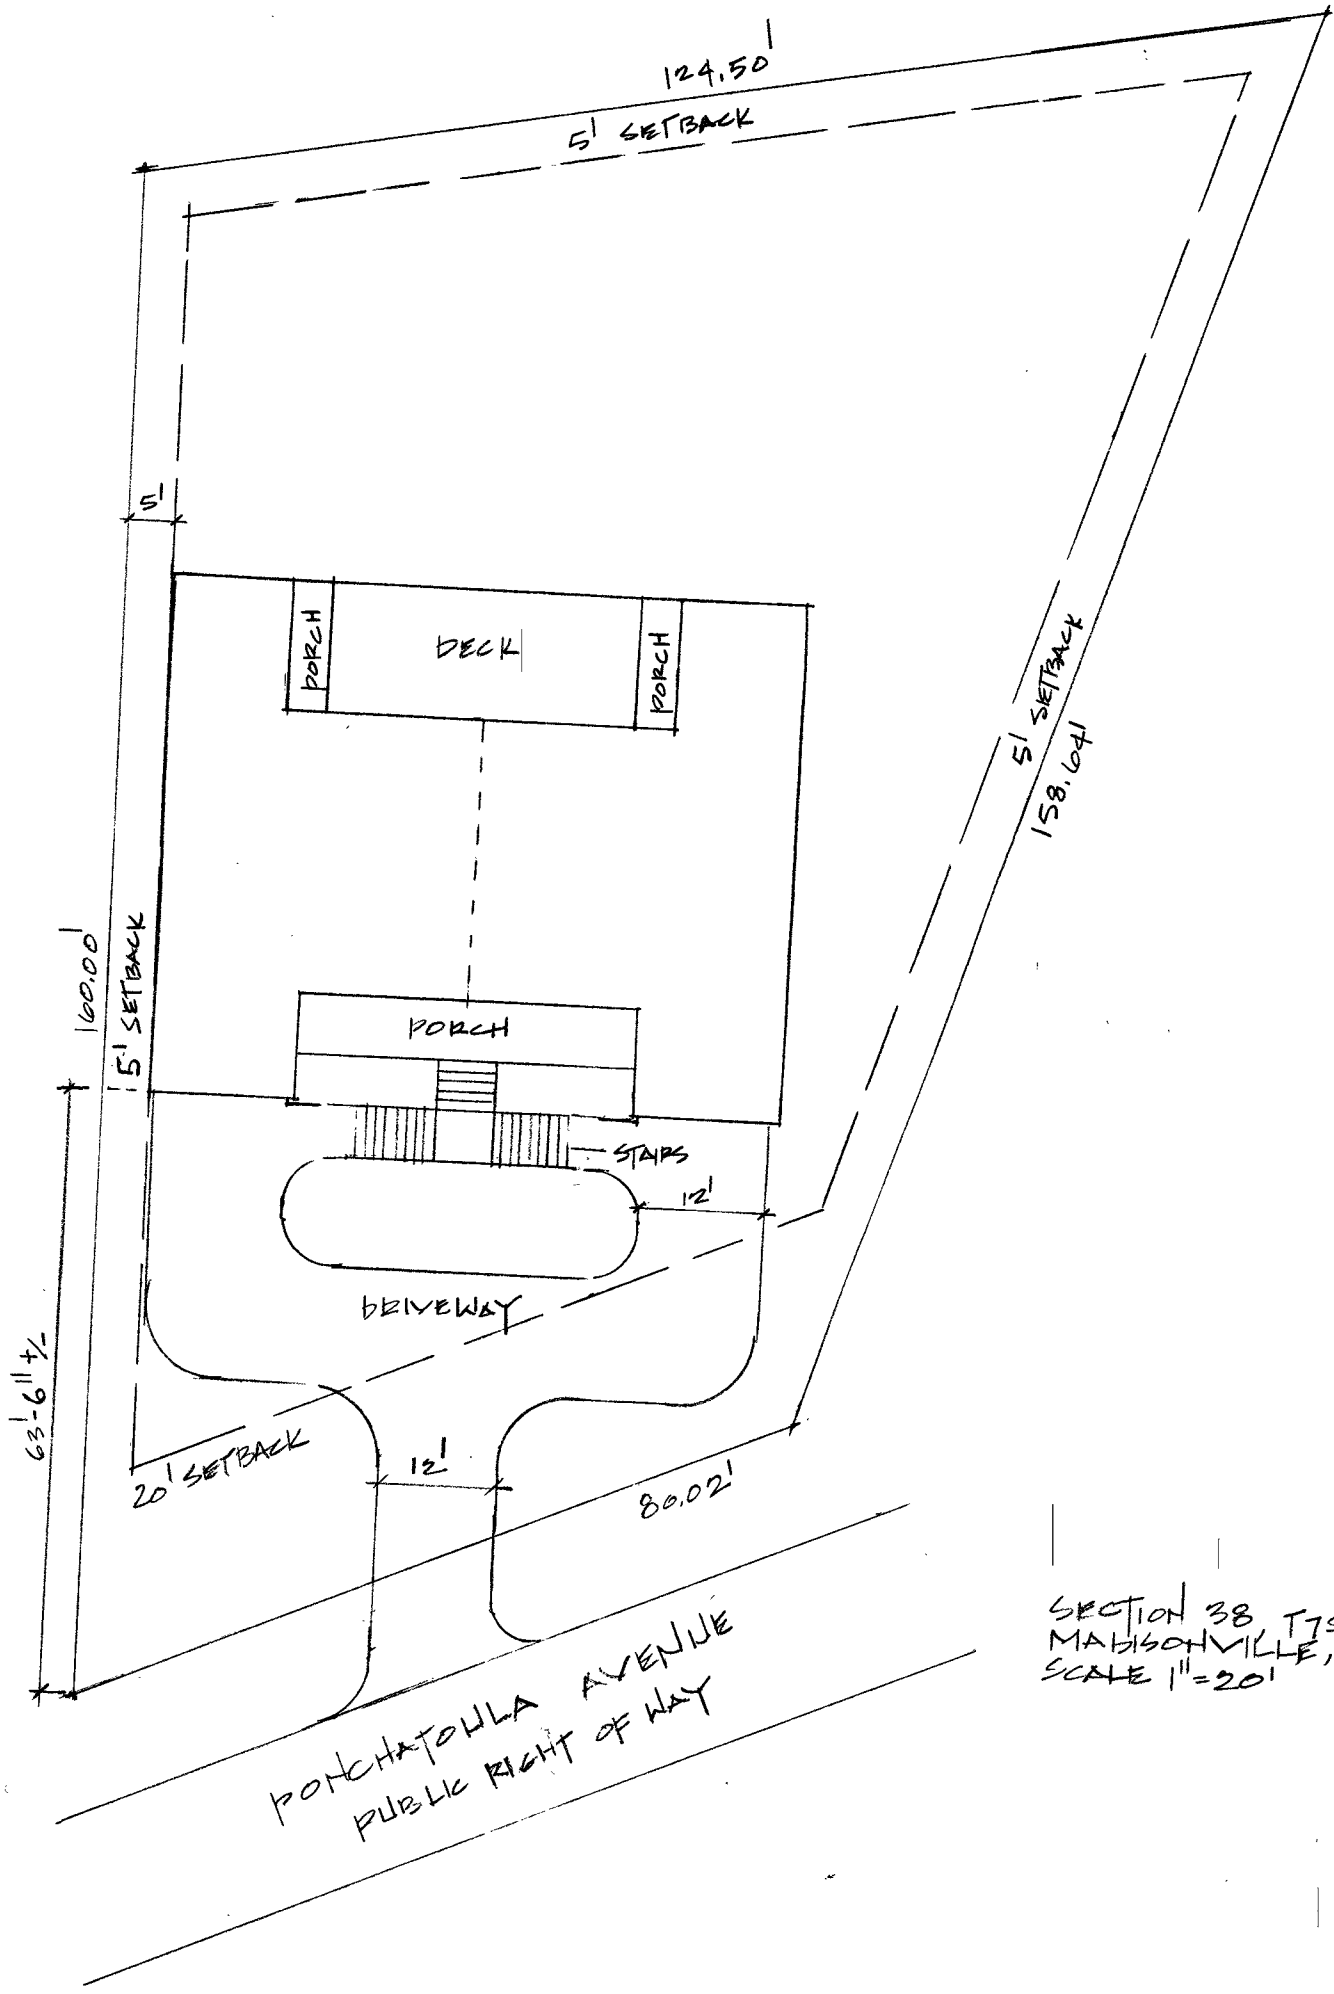 124.50'
5' SETBACK
5'
PORCH
DECK
PORCH
5' SETBACK
158.64'
160.00'
5' SETBACK
PORCH
STAIRS
12'
DRIVEWAY
63'-6" +/-
20' SETBACK
12'
80.02'
PONCHATOULA AVENUE
PUBLIC RIGHT OF WAY
SECTION 38, T7S
MADISONVILLE,
SCALE 1"=20'